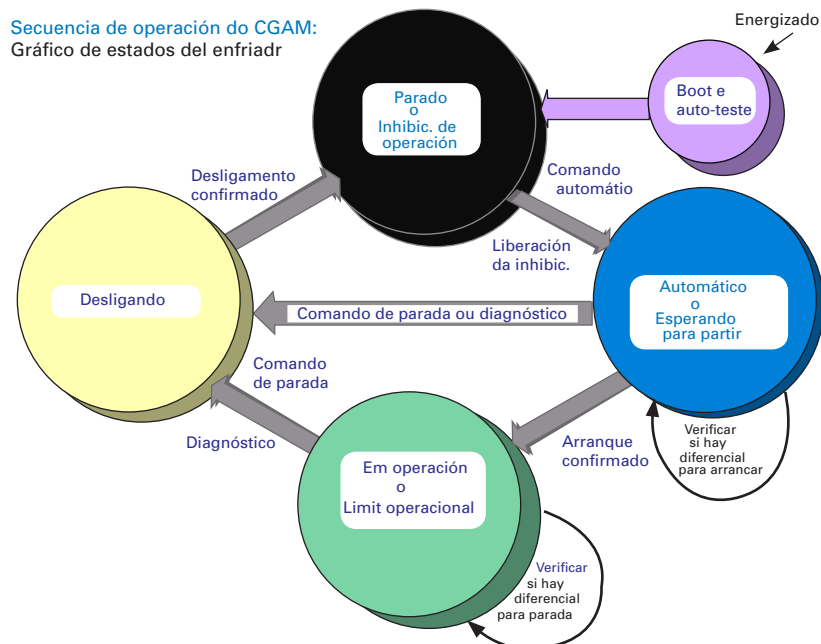 Secuencia de operación do CGAM:
Gráfico de estados del enfriadr
Energizado
Parado
o
Inhibic. de
operación
Boot e
auto-teste
Desligamento
confirmado
Comando
automátio
Liberación
da inhibic.
Desligando
Comando de parada ou diagnóstico
Automático
o
Esperando
para partir
Comando
de parada
Diagnóstico
Arranque
confirmado
Verificar
si hay
diferencial
para arrancar
Em operación
o
Limit operacional
Verificar
si hay
diferencial
para parada